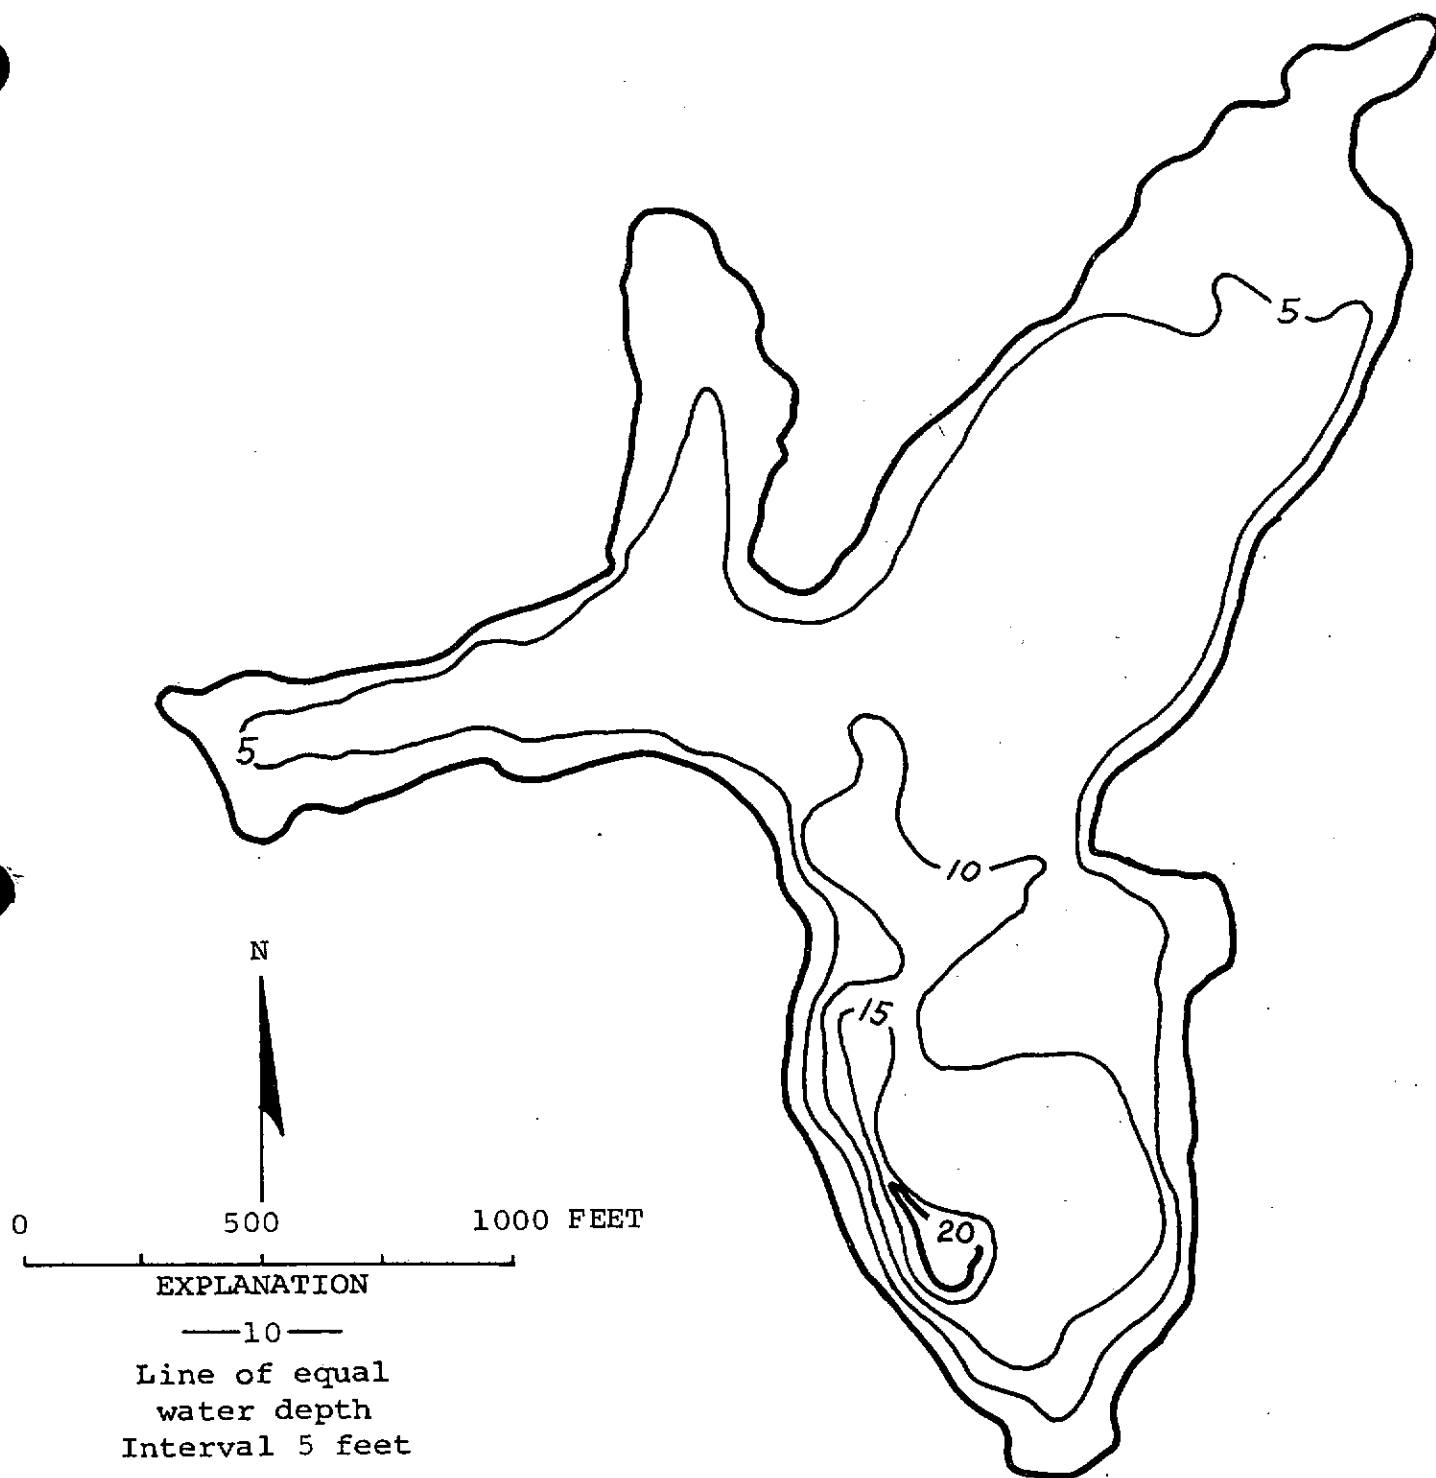 5
5
10
15
20
N
0 500 1000 FEET
EXPLANATION
—10—
Line of equal
water depth
Interval 5 feet